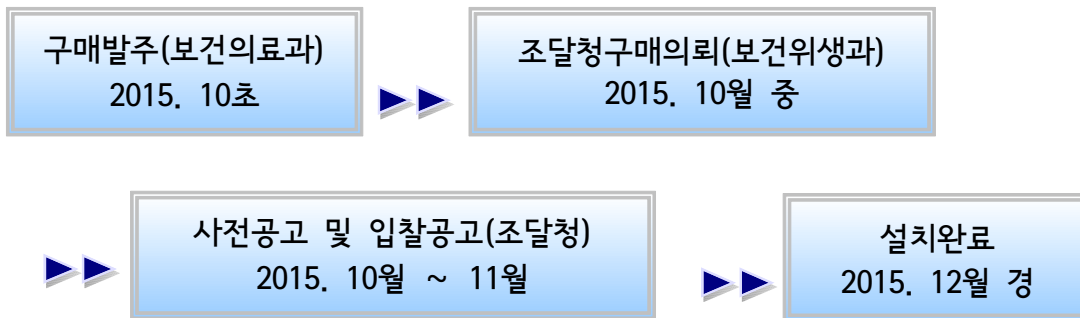 구매발주(보건의료과)
2015. 10초
조달청구매의뢰(보건위생과)
2015. 10월 중
사전공고 및 입찰공고(조달청)
2015. 10월 ~ 11월
설치완료
2015. 12월 경